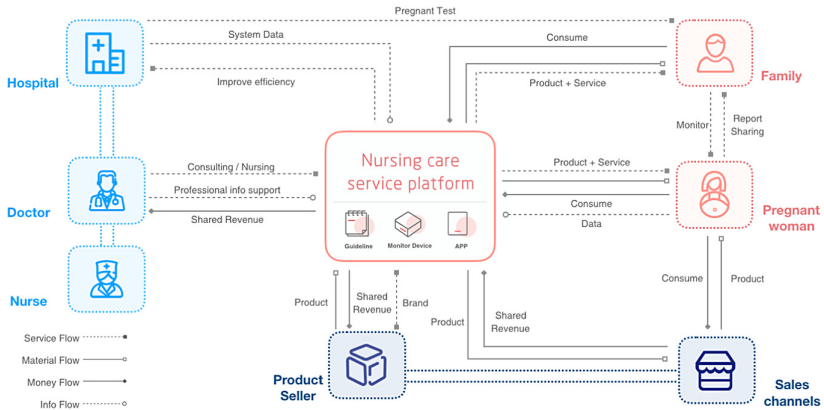 Pregnant Test
System Data
Consume
Hospital
Improve efficiency
Product + Service
Family
Monitor
Report
Sharing
Nursing care
service platform
Consulting / Nursing
Product + Service
Professional info support
Consume
Doctor
Shared Revenue
Data
Pregnant
woman
Guideline
Monitor Device
APP
Nurse
Product
Shared
Revenue
Brand
Product
Shared
Revenue
Consume
Product
Service Flow
Material Flow
Money Flow
Info Flow
Product
Seller
Sales
channels